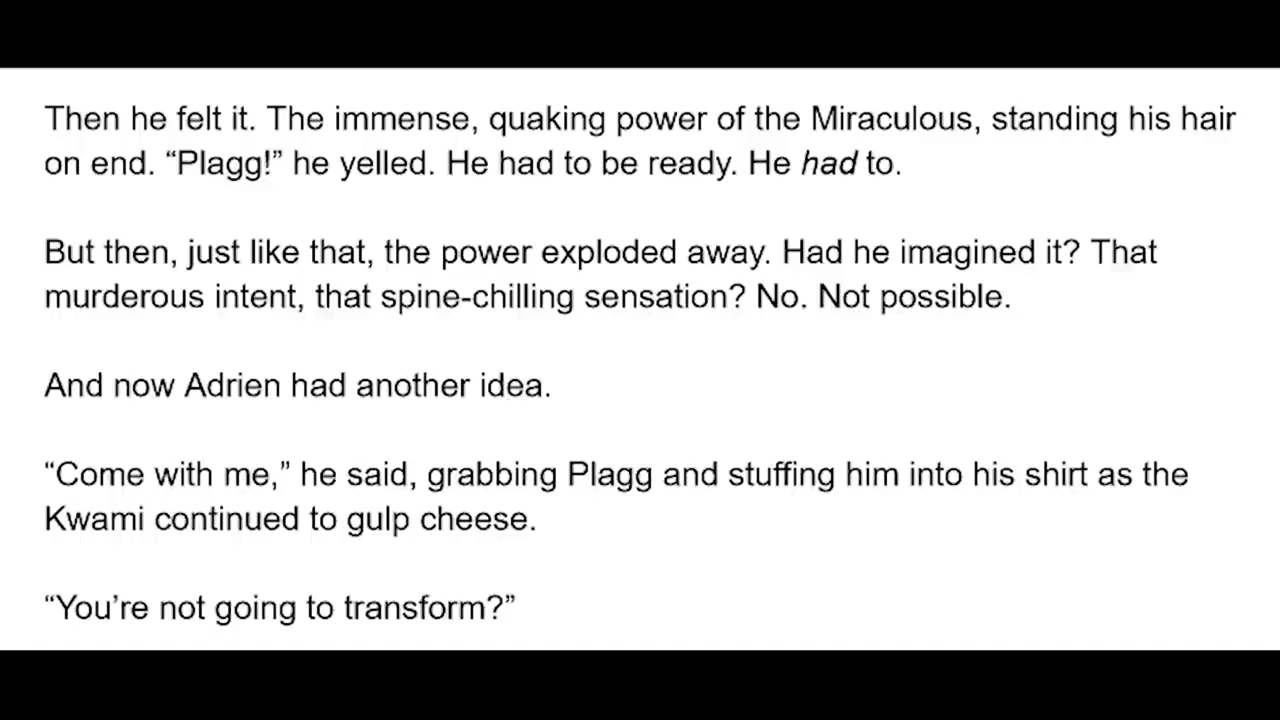 Then he felt it. The immense, quaking power of the Miraculous, standing his hair
on end. “Plagg!” he yelled. He had to be ready. He had to.
But then, just like that, the power exploded away. Had he imagined it? That
murderous intent, that spine-chilling sensation? No. Not possible.
And now Adrien had another idea.
“Come with me,” he said, grabbing Plagg and stuffing him into his shirt as the
Kwami continued to gulp cheese.
“You’re not going to transform?”